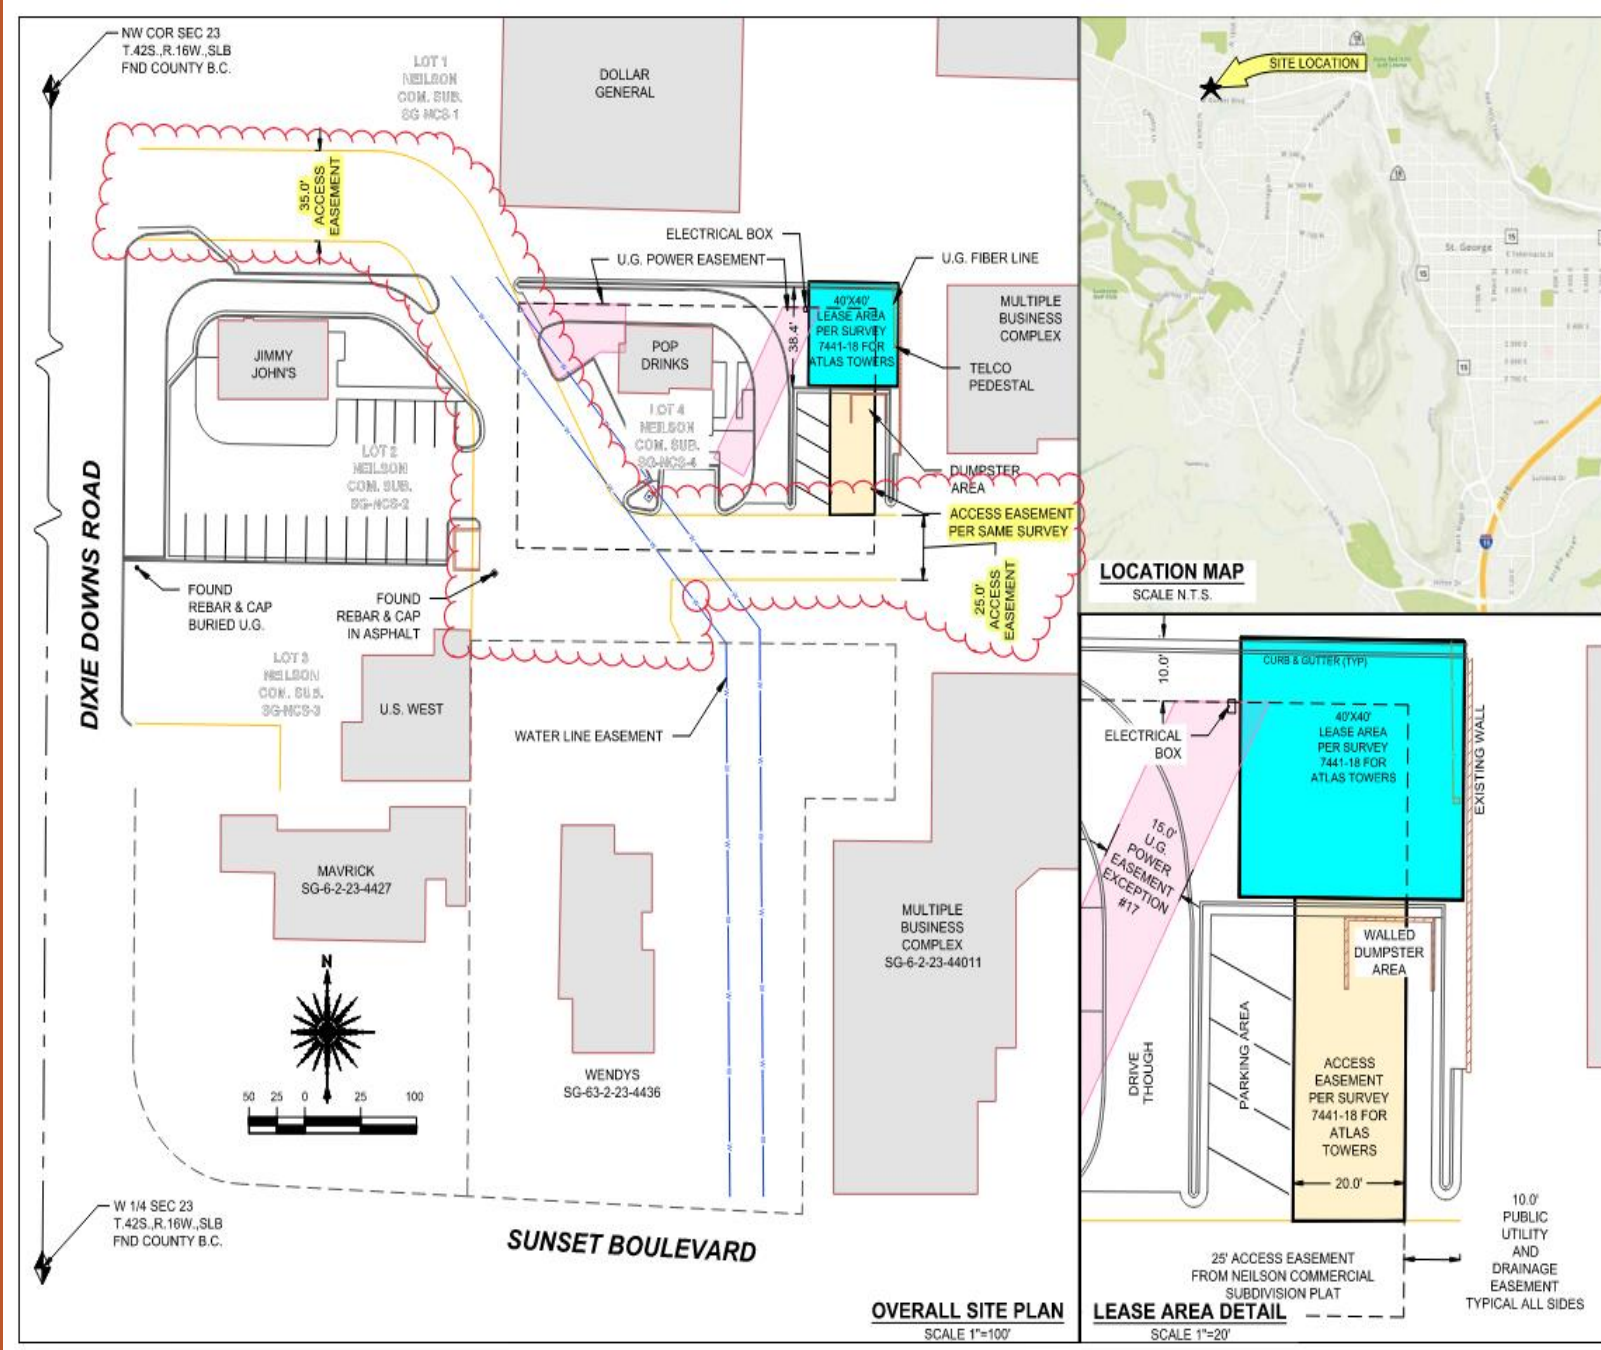 NW COR SEC 23
T.42S.,R.16W.,SLB
FND COUNTY B.C.
LOT 1
NEILSON
COM. SUB.
SG-NCS-1
DOLLAR
GENERAL
35.0'
ACCESS
EASEMENT
ELECTRICAL BOX
U.G. POWER EASEMENT
U.G. FIBER LINE
40'X40'
LEASE AREA
PER SURVEY
7441-18 FOR
ATLAS TOWERS
38.4'
MULTIPLE
BUSINESS
COMPLEX
TELCO
PEDESTAL
JIMMY
JOHN'S
POP
DRINKS
LOT 4
NEILSON
COM. SUB.
SG-NCS-4
LOT 2
NEILSON
COM. SUB.
SG-NCS-2
DUMPSTER
AREA
ACCESS EASEMENT
PER SAME SURVEY
25.0'
ACCESS
EASEMENT
DIXIE DOWNS ROAD
FOUND
REBAR & CAP
BURIED U.G.
FOUND
REBAR & CAP
IN ASPHALT
LOT 3
NEILSON
COM. SUB.
SG-NCS-3
U.S. WEST
WATER LINE EASEMENT
MAVRICK
SG-6-2-23-4427
MULTIPLE
BUSINESS
COMPLEX
SG-6-2-23-44011
N
50 25 0 25 100
WENDYS
SG-63-2-23-4436
W 1/4 SEC 23
T.42S.,R.16W.,SLB
FND COUNTY B.C.
SUNSET BOULEVARD
OVERALL SITE PLAN
SCALE 1"=100'
SITE LOCATION
St. George
LOCATION MAP
SCALE N.T.S.
10.0'
CURB & GUTTER (TYP)
ELECTRICAL
BOX
40'X40'
LEASE AREA
PER SURVEY
7441-18 FOR
ATLAS TOWERS
EXISTING WALL
15.0'
U.G.
POWER
EASEMENT
EXCEPTION
#17
WALLED
DUMPSTER
AREA
DRIVE
THOUGH
PARKING AREA
ACCESS
EASEMENT
PER SURVEY
7441-18 FOR
ATLAS
TOWERS
20.0'
10.0'
PUBLIC
UTILITY
AND
DRAINAGE
EASEMENT
TYPICAL ALL SIDES
25' ACCESS EASEMENT
FROM NEILSON COMMERCIAL
SUBDIVISION PLAT
LEASE AREA DETAIL
SCALE 1"=20'